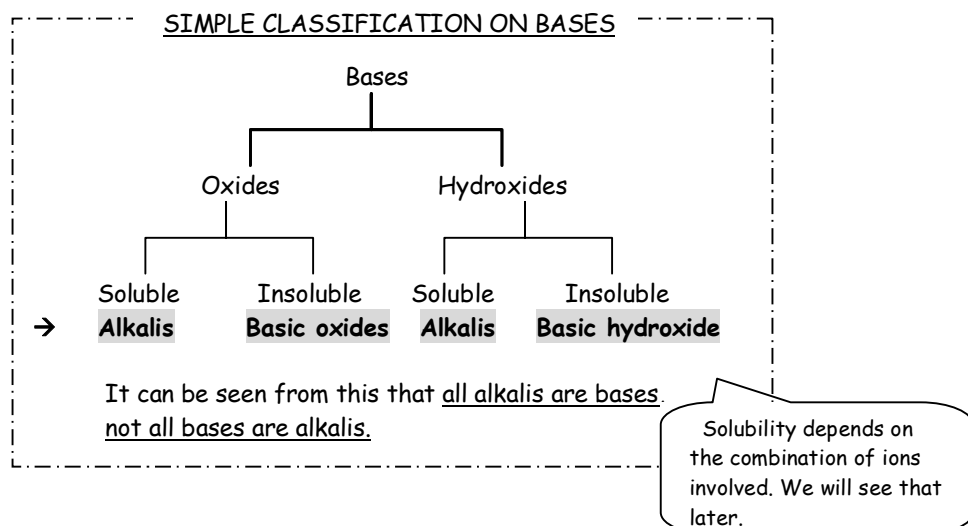 SIMPLE CLASSIFICATION ON BASES
Bases
Oxides Hydroxides
Soluble Insoluble Soluble Insoluble
→ Alkalis Basic oxides Alkalis Basic hydroxide
It can be seen from this that all alkalis are bases
not all bases are alkalis.
Solubility depends on
the combination of ions
involved. We will see that
later.